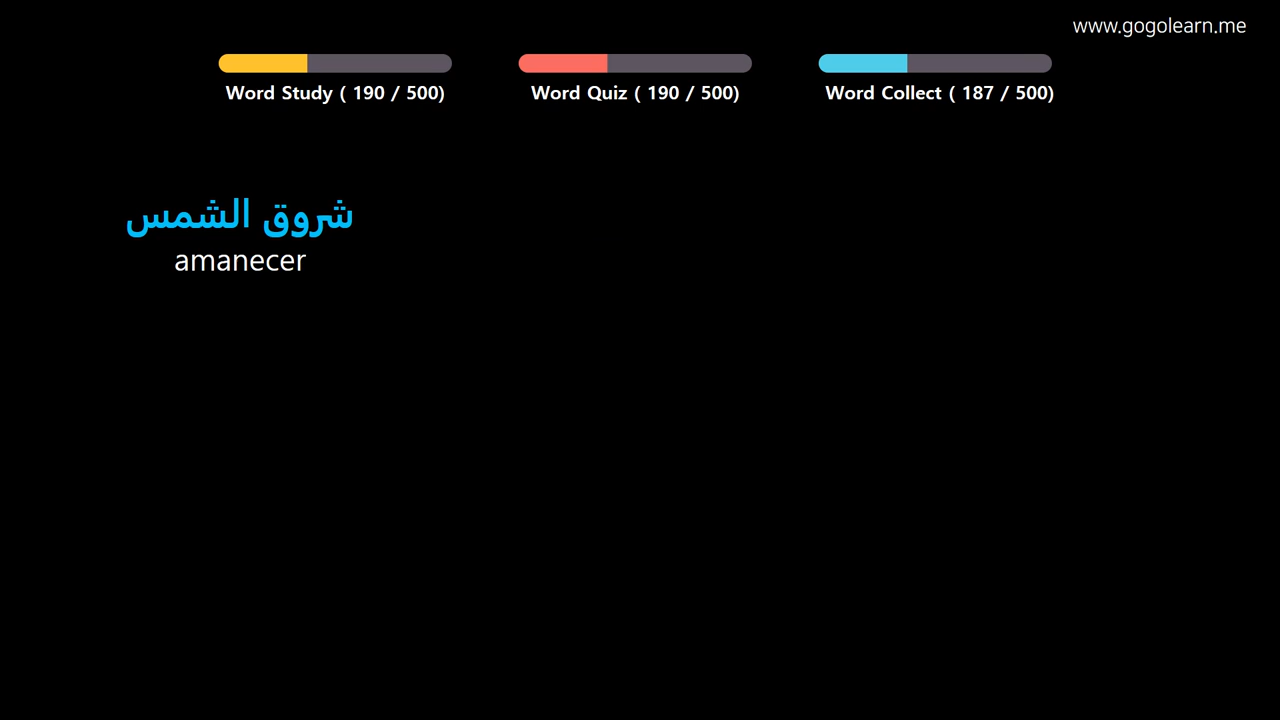 www.gogolearn.me
Word Study ( 190 / 500)
Word Quiz ( 190 / 500)
Word Collect ( 187 / 500)
شروق الشمس
amanecer